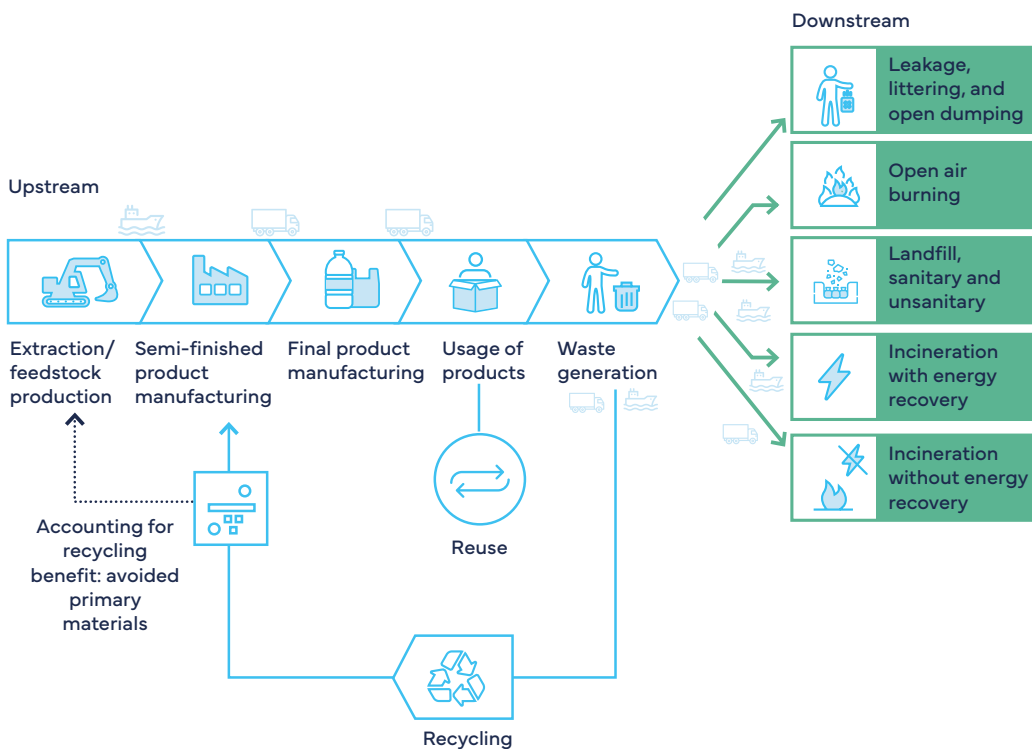 Downstream
Leakage,
littering, and
open dumping
Open air
burning
Landfill,
sanitary and
unsanitary
Incineration
with energy
recovery
Incineration
without energy
recovery
Upstream
Extraction/
feedstock
production
Semi-finished
product
manufacturing
Final product
manufacturing
Usage of
products
Waste
generation
Reuse
Accounting for
recycling
benefit: avoided
primary
materials
Recycling